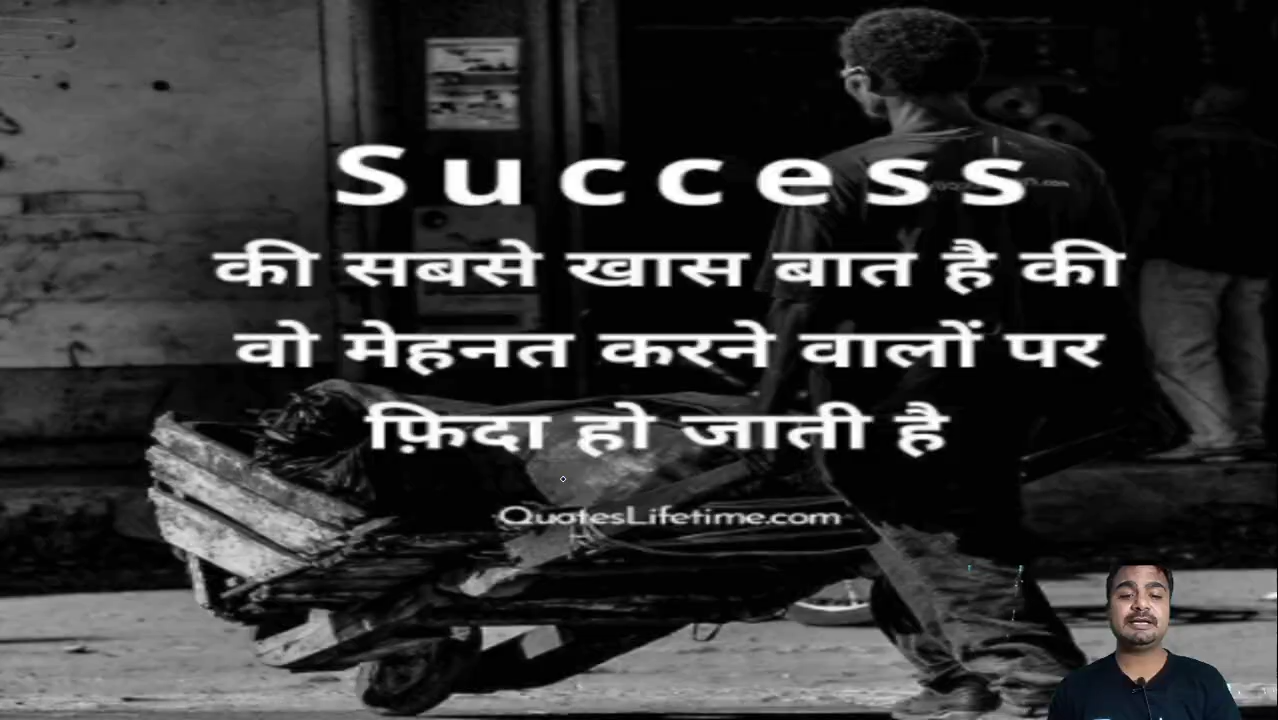 Success
की सबसे खास बात है की
वो मेहनत करने वालों पर
फ़िदा हो जाती है
QuotesLifetime.com